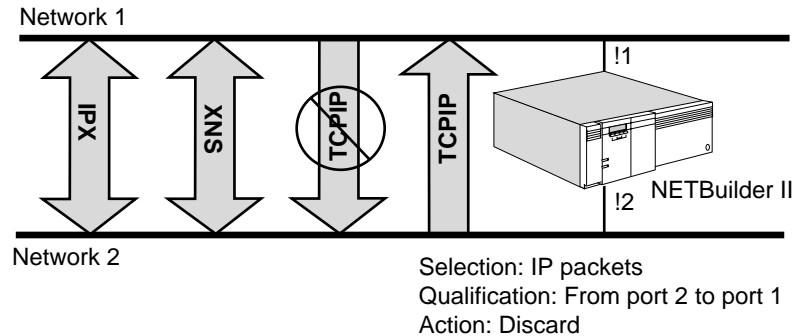 Network 1
!1
IPX
XNS
TCPIP
TCPIP
!2
NETBuilder II
Network 2
Selection: IP packets
Qualification: From port 2 to port 1
Action: Discard